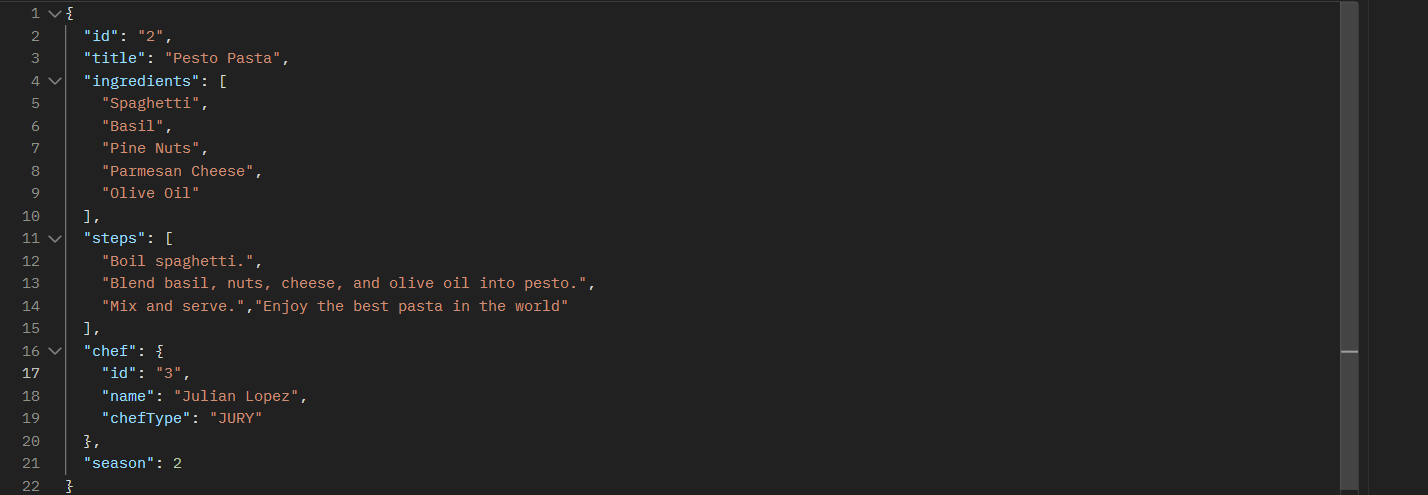 1 {
2 "id": "2",
3 "title": "Pesto Pasta",
4 "ingredients": [
5 "Spaghetti",
6 "Basil",
7 "Pine Nuts",
8 "Parmesan Cheese",
9 "Olive Oil"
10 ],
11 "steps": [
12 "Boil spaghetti.",
13 "Blend basil, nuts, cheese, and olive oil into pesto.",
14 "Mix and serve.","Enjoy the best pasta in the world"
15 ],
16 "chef": {
17 "id": "3",
18 "name": "Julian Lopez",
19 "chefType": "JURY"
20 },
21 "season": 2
22 }